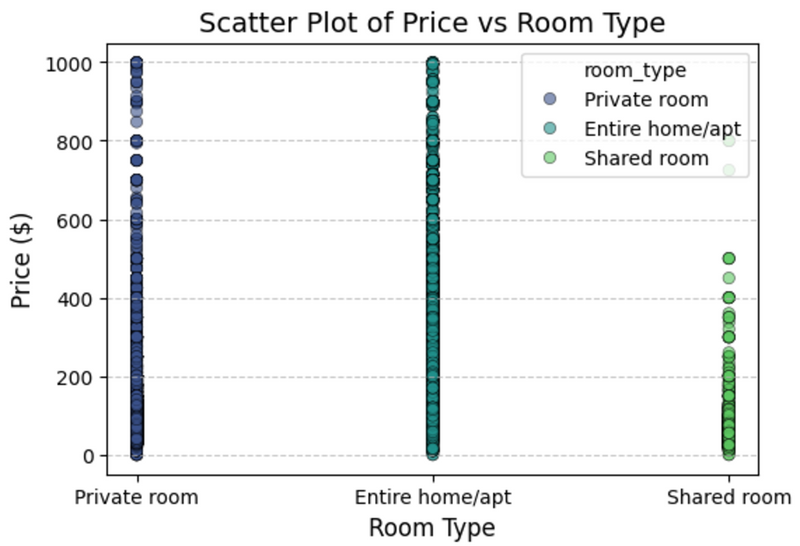 Scatter Plot of Price vs Room Type
1000
800
600
400
200
0
Price ($)
room_type
Private room
Entire home/apt
Shared room
Private room
Entire home/apt
Shared room
Room Type